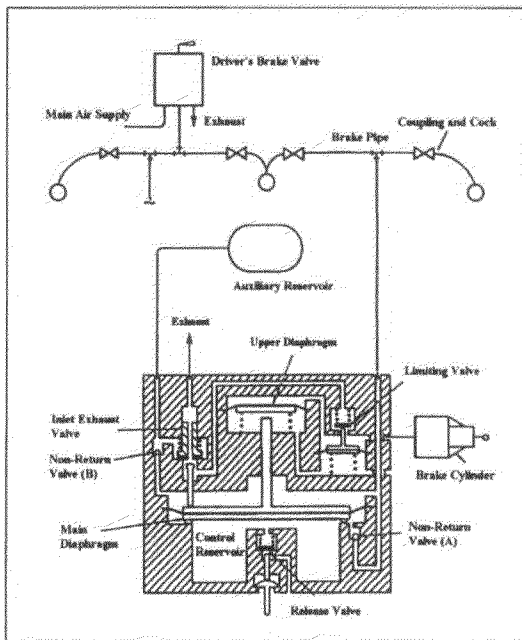 Driver's Brake Valve
Main Air Supply
Exhaust
Brake Pipe
Coupling and Cock
Auxiliary Reservoir
Exhaust
Upper Diaphragm
Limiting Valve
Inlet Exhaust
Valve
Non-Return
Valve (B)
Brake Cylinder
Main
Diaphragm
Control
Reservoir
Non-Return
Valve (A)
Release Valve